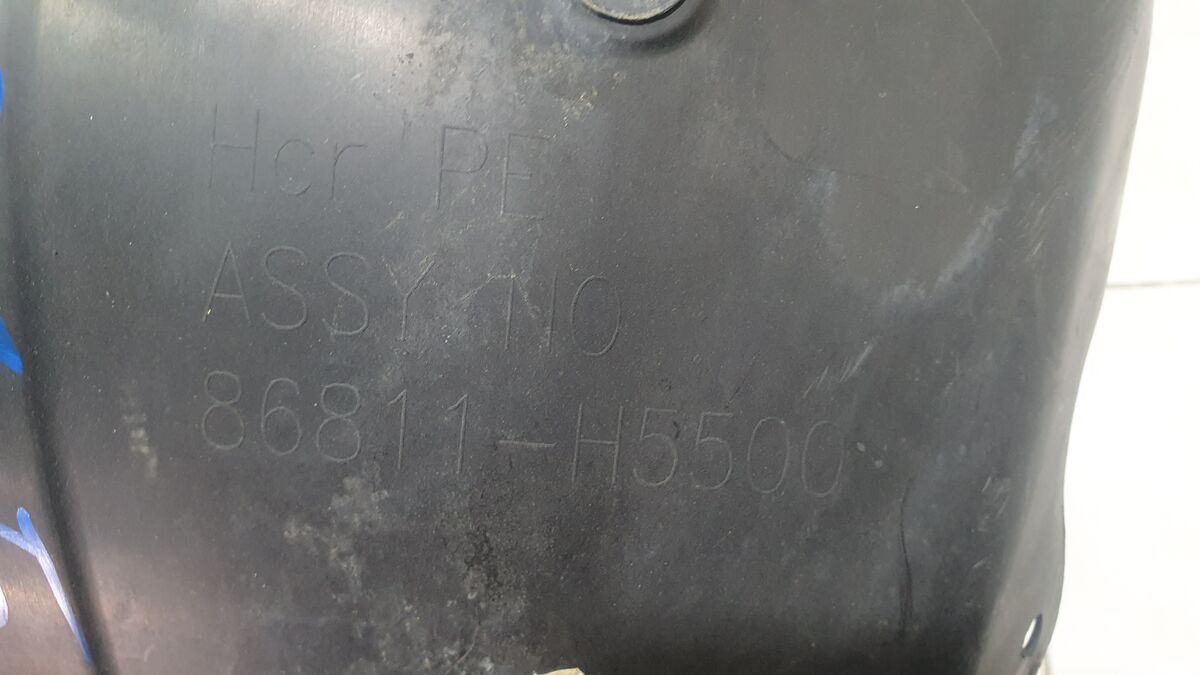 Hcr PE
ASSY NO
86811-H5500